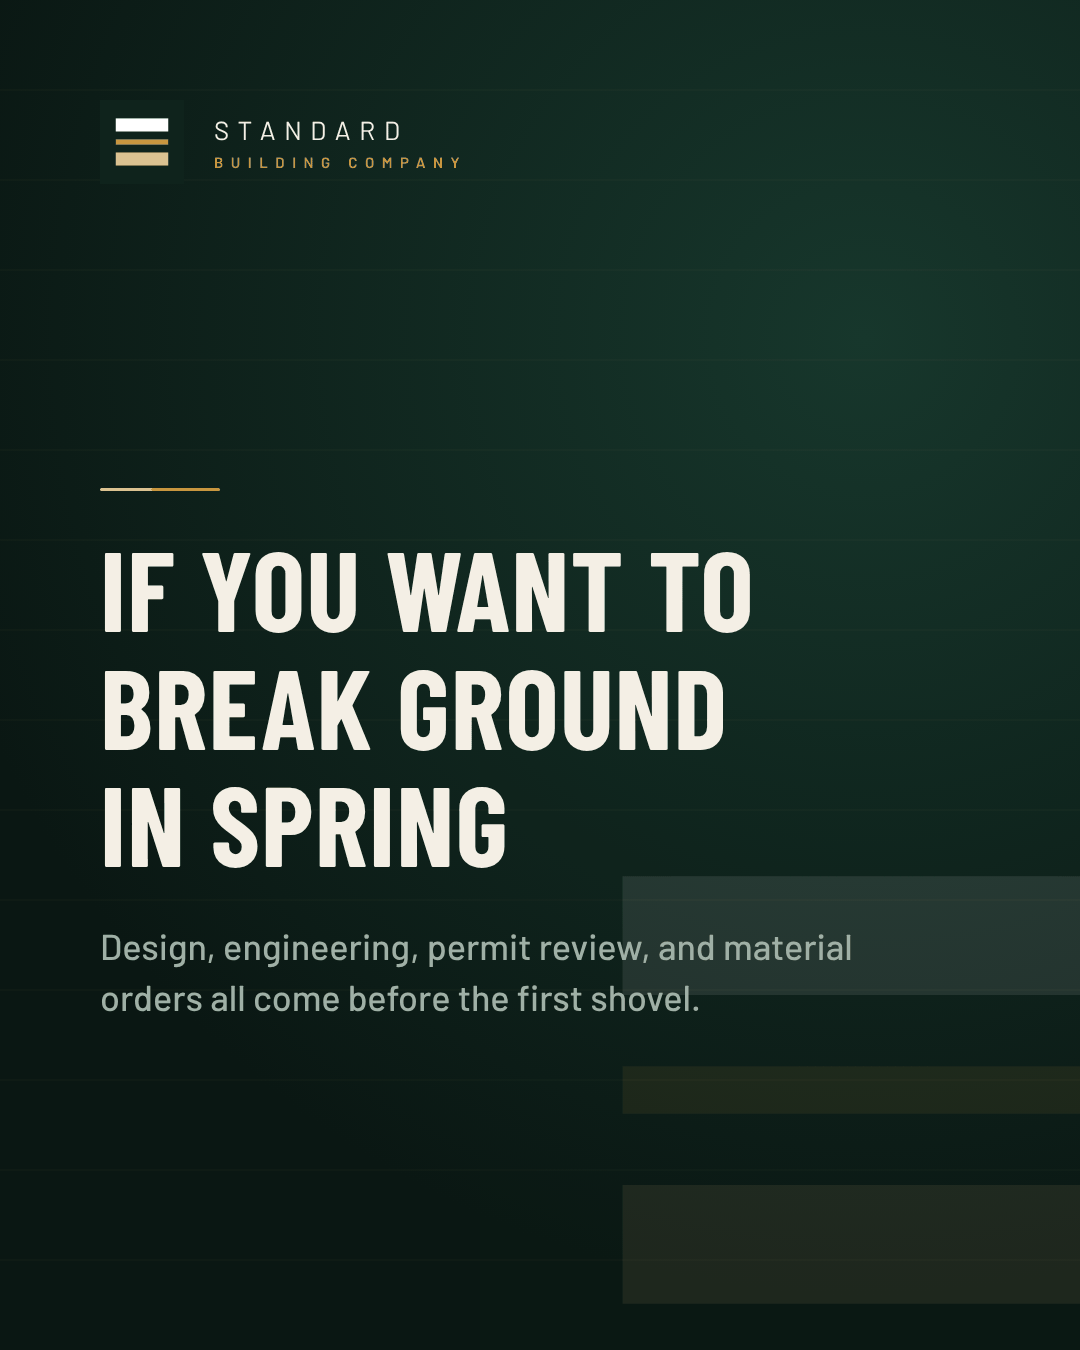 STANDARD
BUILDING COMPANY
IF YOU WANT TO
BREAK GROUND
IN SPRING
Design, engineering, permit review, and material
orders all come before the first shovel.